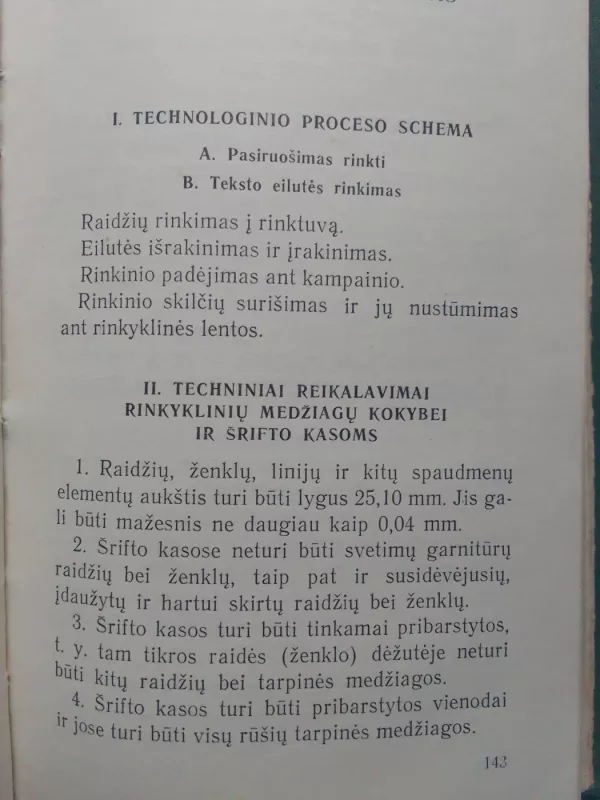 I. TECHNOLOGINIO PROCESO SCHEMA
A. Pasiruošimas rinkti
B. Teksto eilutės rinkimas
Raidžių rinkimas į rinktuvą.
Eilutės išrakinimas ir įrakinimas.
Rinkinio padėjimas ant kampainio.
Rinkinio skilčių surišimas ir jų nustūmimas
ant rinkyklinės lentos.
II. TECHNINIAI REIKALAVIMAI
RINKYKLINIŲ MEDŽIAGŲ KOKYBEI
IR ŠRIFTO KASOMS
1. Raidžių, ženklų, linijų ir kitų spaudmenų
elementų aukštis turi būti lygus 25,10 mm. Jis ga-
li būti mažesnis ne daugiau kaip 0,04 mm.
2. Šrifto kasose neturi būti svetimų garnitūrų
raidžių bei ženklų, taip pat ir susidėvėjusių,
įdaužytų ir hartui skirtų raidžių bei ženklų.
3. Šrifto kasos turi būti tinkamai pribarstytos,
t. y. tam tikros raidės (ženklo) dėžutėje neturi
būti kitų raidžių bei tarpinės medžiagos.
4. Šrifto kasos turi būti pribarstytos vienodai
ir jose turi būti visų rūšių tarpinės medžiagos.
143